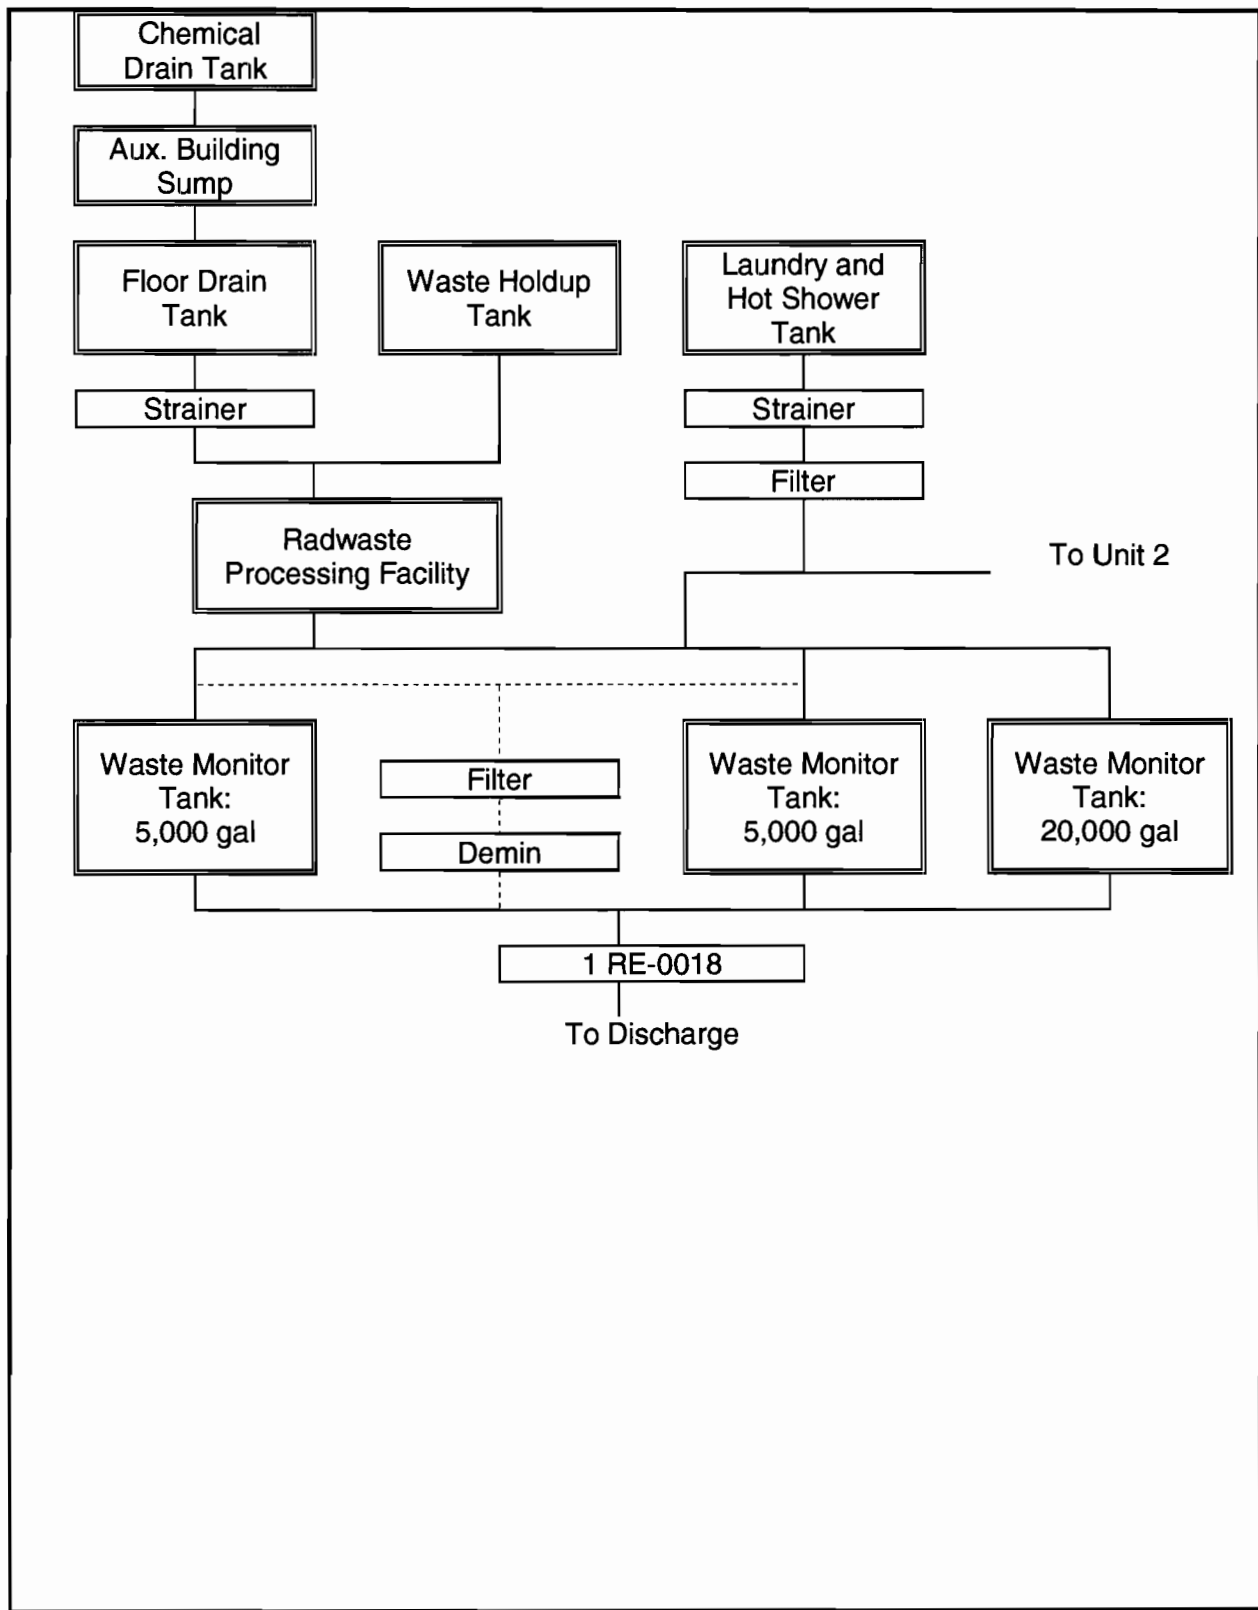 Chemical
Drain Tank
Aux. Building
Sump
Floor Drain
Tank
Waste Holdup
Tank
Laundry and
Hot Shower
Tank
Strainer
Strainer
Filter
Radwaste
Processing Facility
To Unit 2
Waste Monitor
Tank:
5,000 gal
Filter
Demin
Waste Monitor
Tank:
5,000 gal
Waste Monitor
Tank:
20,000 gal
1 RE-0018
To Discharge